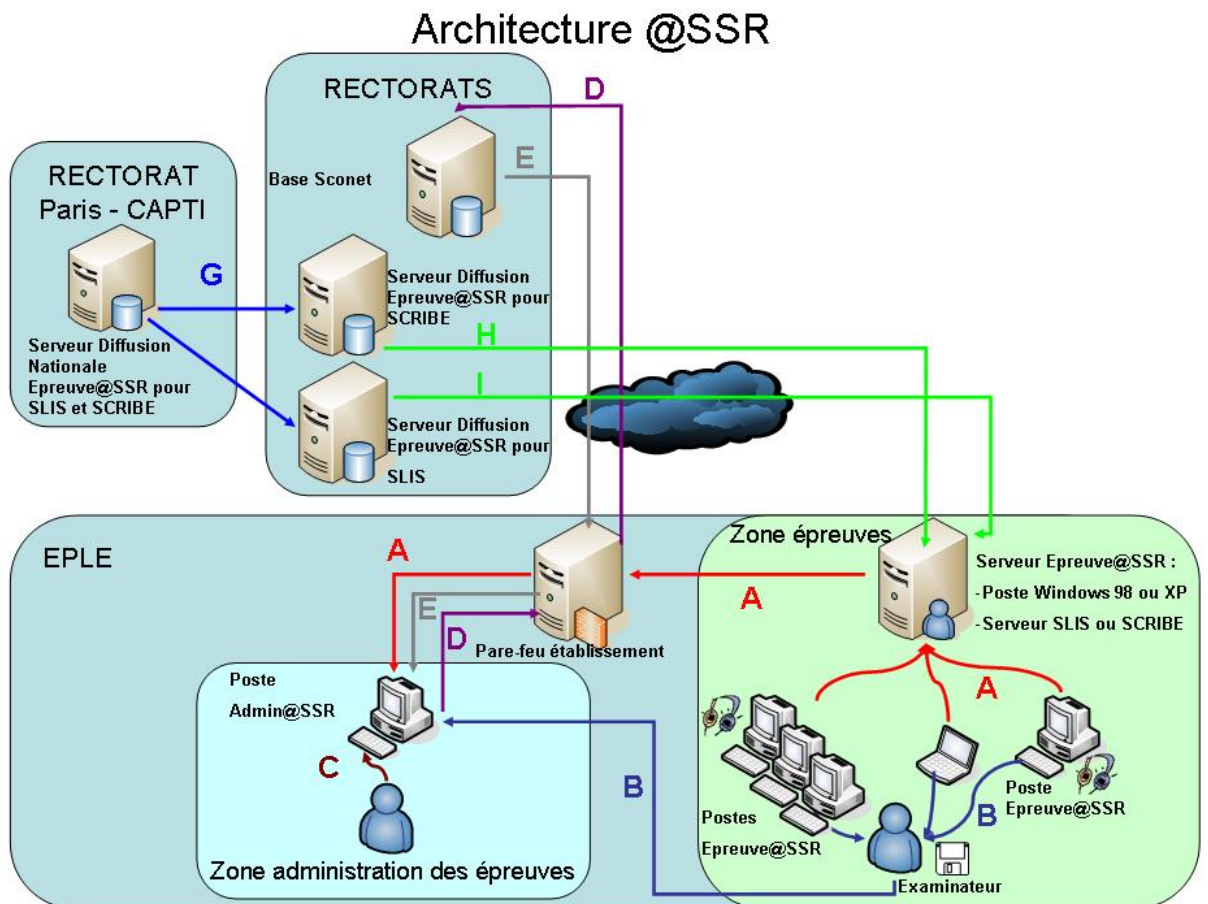 Architecture @SSR
RECTORATS
D
E
Base Sconet
RECTORAT
Paris - CAPTI
G
Serveur Diffusion
Nationale
Epreuve@SSR pour
SLIS et SCRIBE
Serveur Diffusion
Epreuve@SSR pour
SCRIBE
H
I
Serveur Diffusion
Epreuve@SSR pour
SLIS
EPLE
A
E
D
Pare-feu établissement
Zone épreuves
A
Serveur Epreuve@SSR :
-Poste Windows 98 ou XP
-Serveur SLIS ou SCRIBE
Poste
Admin@SSR
C
Zone administration des épreuves
B
A
Postes
Epreuve@SSR
B
Poste
Epreuve@SSR
Examinateur